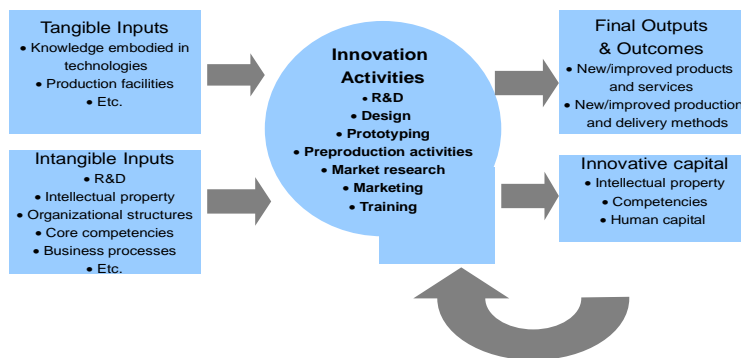 Tangible Inputs
• Knowledge embodied in
technologies
• Production facilities
• Etc.
Intangible Inputs
• R&D
• Intellectual property
• Organizational structures
• Core competencies
• Business processes
• Etc.
Innovation
Activities
• R&D
• Design
• Prototyping
• Preproduction activities
• Market research
• Marketing
• Training
Final Outputs
& Outcomes
• New/improved products
and services
• New/improved production
and delivery methods
Innovative capital
• Intellectual property
• Competencies
• Human capital